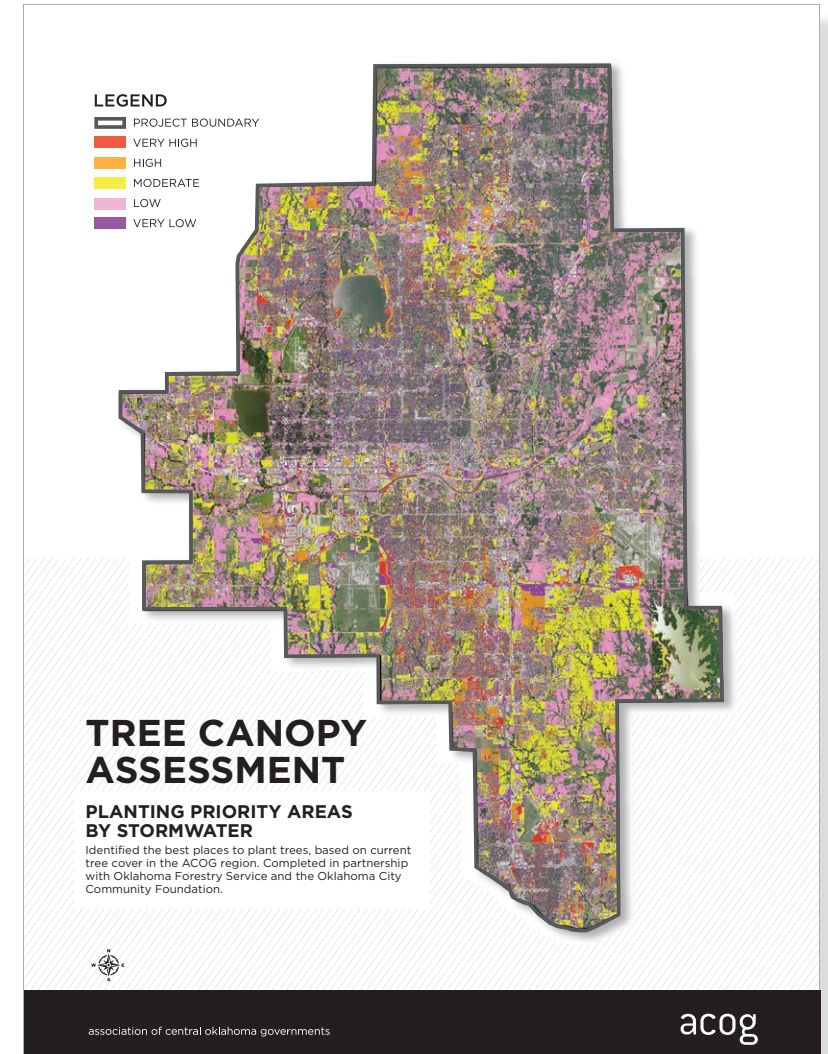 LEGEND
PROJECT BOUNDARY
VERY HIGH
HIGH
MODERATE
LOW
VERY LOW
TREE CANOPY
ASSESSMENT
PLANTING PRIORITY AREAS
BY STORMWATER
Identified the best places to plant trees, based on current
tree cover in the ACOG region. Completed in partnership
with Oklahoma Forestry Service and the Oklahoma City
Community Foundation.
N
W E
S
association of central oklahoma governments
acog